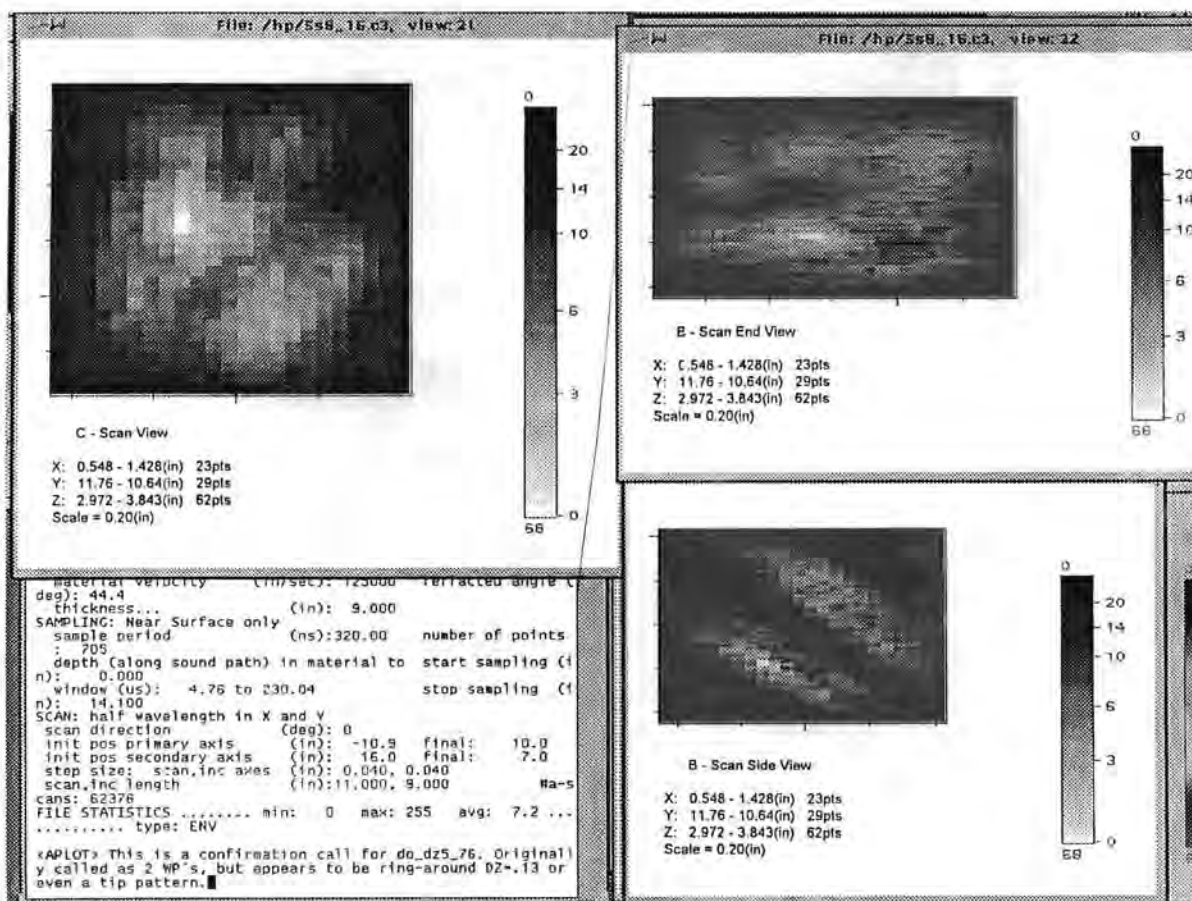 File: /hp/Ss8,,16.c3, view:21
0
20
14
10
6
3
0
66
C - Scan View
X: 0.548 - 1.428(in) 23pts
Y: 11.76 - 10.64(in) 29pts
Z: 2.972 - 3.843(in) 62pts
Scale = 0.20(in)
File: /hp/Ss8,,16.c3, view:22
0
20
14
10
6
3
0
66
B - Scan End View
X: 0.548 - 1.428(in) 23pts
Y: 11.76 - 10.64(in) 29pts
Z: 2.972 - 3.843(in) 62pts
Scale = 0.20(in)
material velocity (in/sec): 125000 refracted angle (
deg): 44.4
thickness... (in): 9.000
SAMPLING: Near Surface only
sample period (ns):320.00 number of points
: 705
depth (along sound path) in material to start sampling (i
n): 0.000
window (us): 4.76 to 230.04 stop sampling (i
n): 14.100
SCAN: half wavelength in X and Y
scan direction (deg): 0
init pos primary axis (in): -10.9 final: 10.0
init pos secondary axis (in): 16.0 final: 7.0
step size: scan,inc axes (in): 0.040, 0.040
scan,inc length (in):11.000, 9.000 #a-s
cans: 62376
FILE STATISTICS ........ min: 0 max: 255 avg: 7.2 ...
.......... type: ENV
<APLOT> This is a confirmation call for do_dz5_76. Originall
y called as 2 WP's, but appears to be ring-around DZ=.13 or
even a tip pattern.
0
20
14
10
6
3
0
B - Scan Side View
X: 0.548 - 1.428(in) 23pts
Y: 11.76 - 10.64(in) 29pts
Z: 2.972 - 3.843(in) 62pts
Scale = 0.20(in)